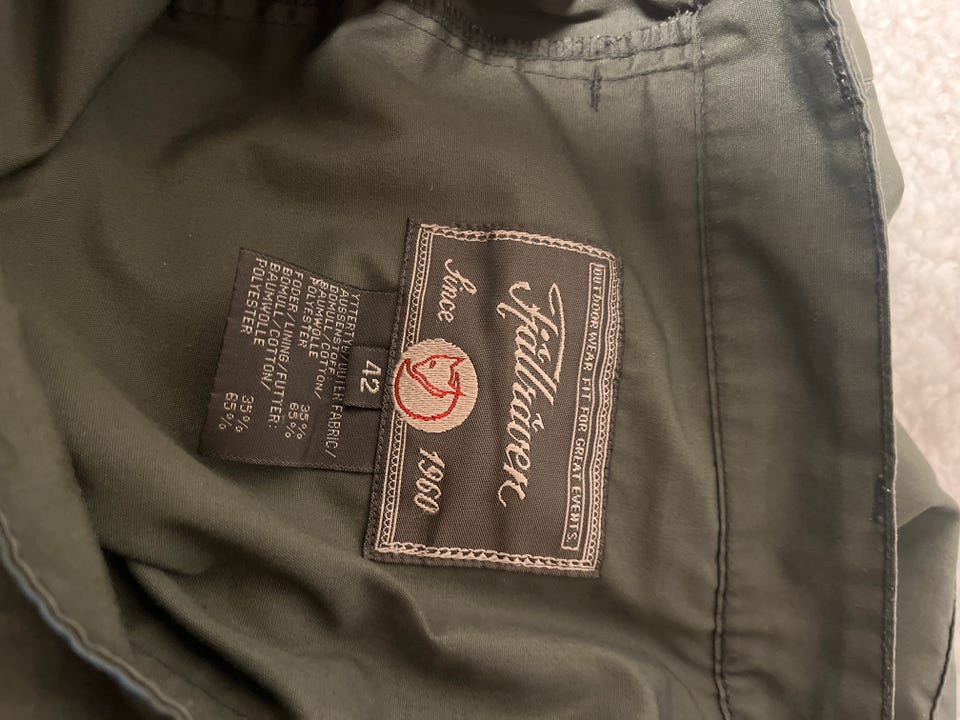 OUTDOOR WEAR FIT FOR GREAT EVENTS
Fjällräven
Since 1960
42
YTTERTYG/OUTER FABRIC/
AUSSENSTOFF:
BOMULL/COTTON/ 35%
BAUMWOLLE
POLYESTER 65%
FODER/LINING/FUTTER:
BOMULL/COTTON/ 35%
BAUMWOLLE
POLYESTER 65%